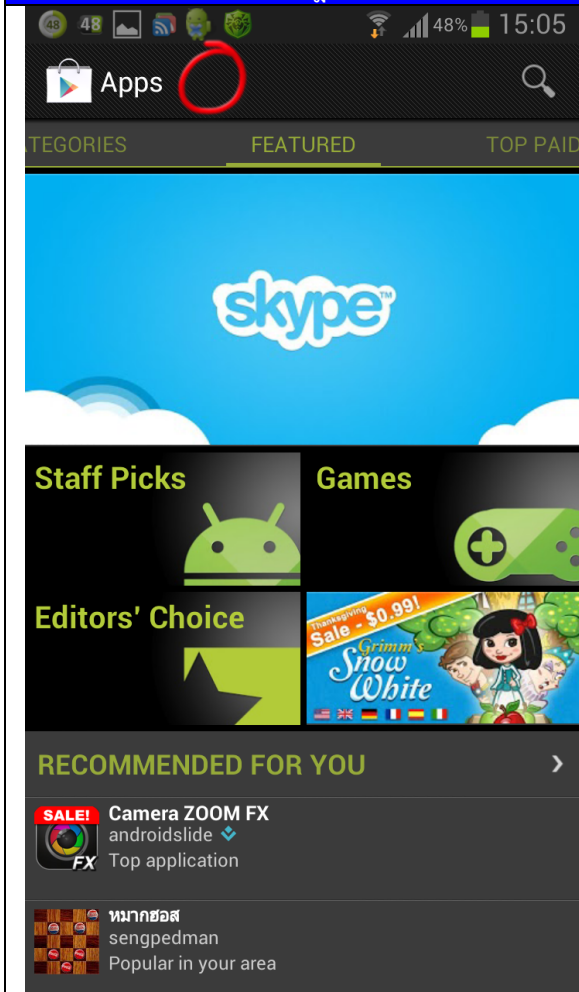 48
48
48%
15:05
Apps
TEGORIES
FEATURED
TOP PAID
skype™
Staff Picks
Games
Editors' Choice
Thanksgiving
Sale - $0.99!
Grimm's
Snow
White
RECOMMENDED FOR YOU
SALE!
FX
Camera ZOOM FX
androidslide
Top application
หมากฮอส
sengpedman
Popular in your area